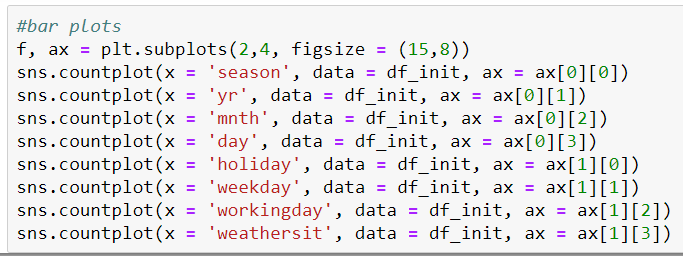 #bar plots
f, ax = plt.subplots(2,4, figsize = (15,8))
sns.countplot(x = 'season', data = df_init, ax = ax[0][0])
sns.countplot(x = 'yr', data = df_init, ax = ax[0][1])
sns.countplot(x = 'mnth', data = df_init, ax = ax[0][2])
sns.countplot(x = 'day', data = df_init, ax = ax[0][3])
sns.countplot(x = 'holiday', data = df_init, ax = ax[1][0])
sns.countplot(x = 'weekday', data = df_init, ax = ax[1][1])
sns.countplot(x = 'workingday', data = df_init, ax = ax[1][2])
sns.countplot(x = 'weathersit', data = df_init, ax = ax[1][3])